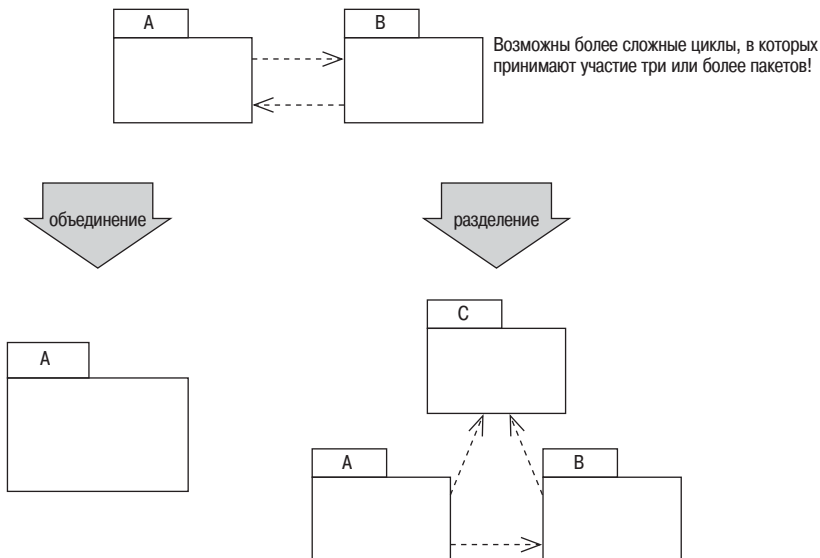 A
B
Возможны более сложные циклы, в которых
принимают участие три или более пакетов!
объединение
разделение
C
A
A
B